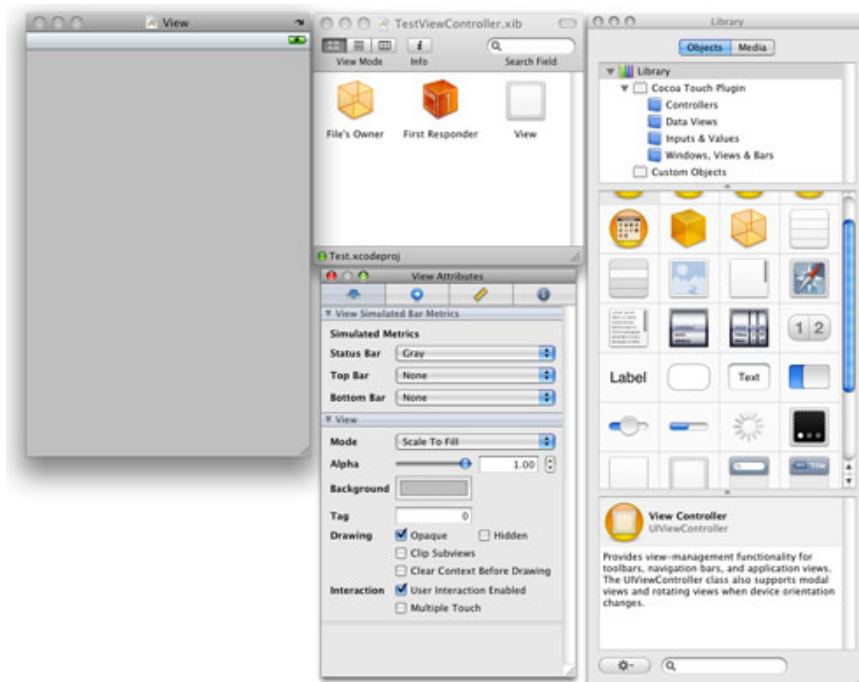 View
TestViewController.xib
View Mode
Info
Search Field
File's Owner
First Responder
View
Test.xcodeproj
View Attributes
View Simulated Bar Metrics
Simulated Metrics
Status Bar Gray
Top Bar None
Bottom Bar None
View
Mode Scale To Fill
Alpha 1.00
Background
Tag 0
Drawing Opaque Hidden
Clip Subviews
Clear Context Before Drawing
Interaction User Interaction Enabled
Multiple Touch
Library
Objects Media
Library
Cocoa Touch Plugin
Controllers
Data Views
Inputs & Values
Windows, Views & Bars
Custom Objects
1 2
Label
Text
Title
View Controller
UIViewController
Provides view-management functionality for
toolbars, navigation bars, and application views.
The UIViewController class also supports modal
views and rotating views when device orientation
changes.